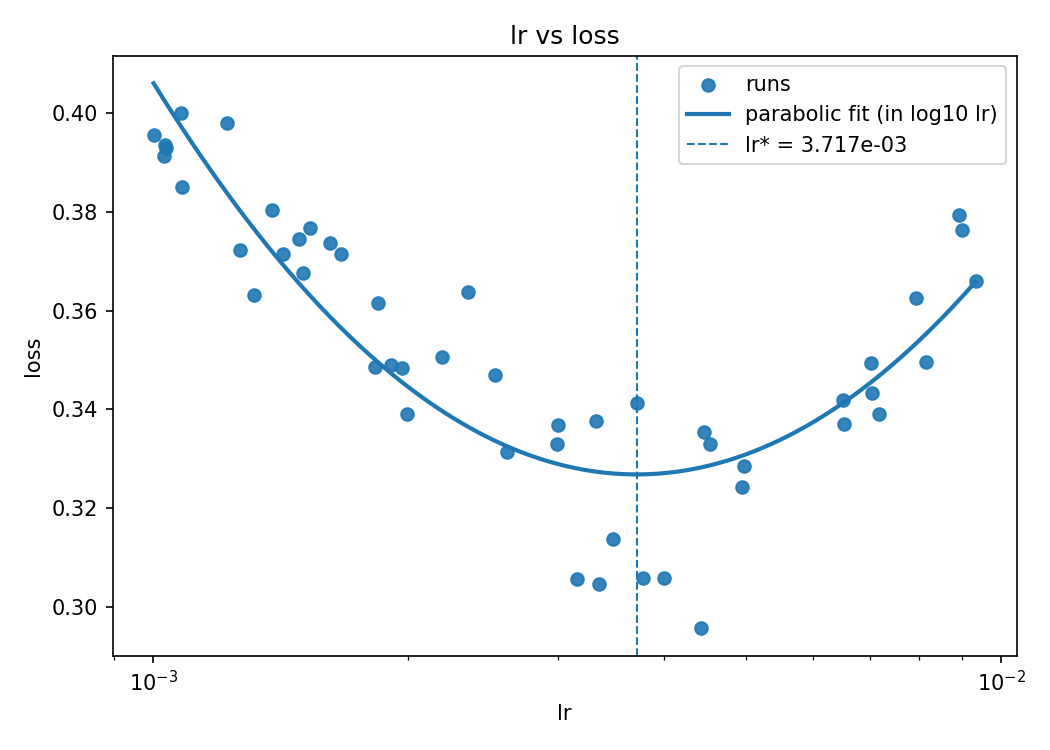 lr vs loss
runs
parabolic fit (in log10 lr)
lr* = 3.717e-03
0.40
0.38
0.36
0.34
0.32
0.30
loss
10⁻³
10⁻²
lr